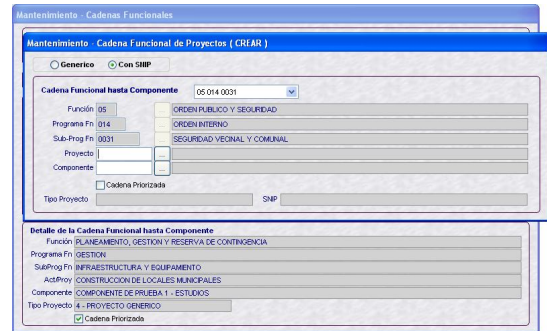 Mantenimiento - Cadenas Funcionales
Mantenimiento - Cadena Funcional de Proyectos ( CREAR )
Generico Con SNIP
Cadena Funcional hasta Componente 05 014 0031
Función 05 ... ORDEN PUBLICO Y SEGURIDAD
Programa Fn 014 ... ORDEN INTERNO
Sub-Prog Fn 0031 ... SEGURIDAD VECINAL Y COMUNAL
Proyecto ...
Componente ...
Cadena Priorizada
Tipo Proyecto SNIP
Detalle de la Cadena Funcional hasta Componente
Función PLANEAMIENTO, GESTION Y RESERVA DE CONTINGENCIA
Programa Fn GESTION
SubProg Fn INFRAESTRUCTURA Y EQUIPAMIENTO
Act/Proy CONSTRUCCION DE LOCALES MUNICIPALES
Componente COMPONENTE DE PRUEBA 1 - ESTUDIOS
Tipo Proyecto 4 - PROYECTO GENERICO
Cadena Priorizada